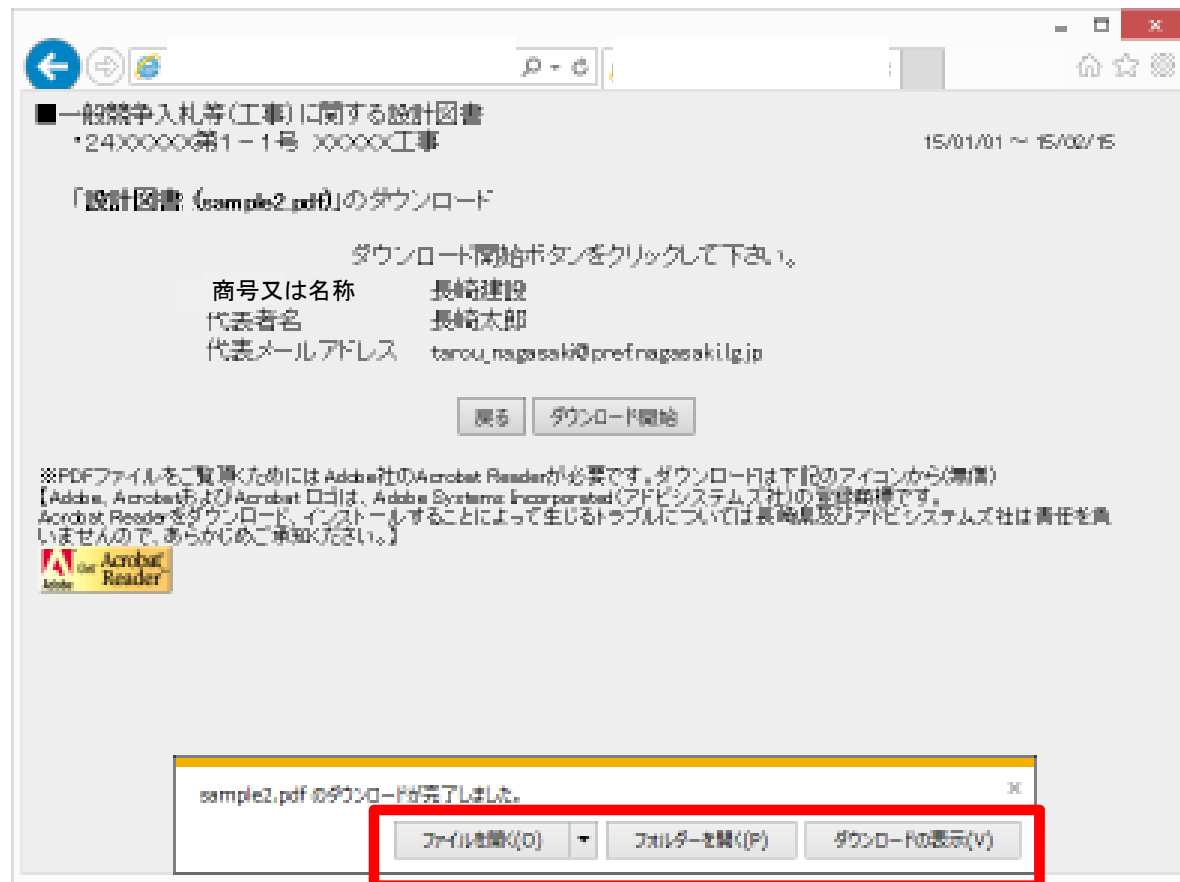 ■一般競争入札等(工事)に関する設計図書
・24XXXXX第1-1号 XXXXX工事 15/01/01 ~ 15/02/15
「設計図書 (sample2.pdf)」のダウンロード
ダウンロード開始ボタンをクリックして下さい。
商号又は名称 長崎建設
代表者名 長崎太郎
代表メールアドレス tarou_nagasaki@pref.nagasaki.lg.jp
戻る ダウンロード開始
※PDFファイルをご覧頂くためにはAdobe社のAcrobat Readerが必要です。ダウンロードは下記のアイコンから(無償)
【Adobe, AcrobatおよびAcrobat ロゴは、Adobe Systems Incorporated(アドビシステムズ社)の登録商標です。
Acrobat Readerをダウンロード、インストールすることによって生じるトラブルについては長崎県及びアドビシステムズ社は責任を負
いませんので、あらかじめご承知ください。】
Adobe Get Acrobat Reader
sample2.pdf のダウンロードが完了しました。 ×
ファイルを開く(O) ▼ フォルダーを開く(P) ダウンロードの表示(V)